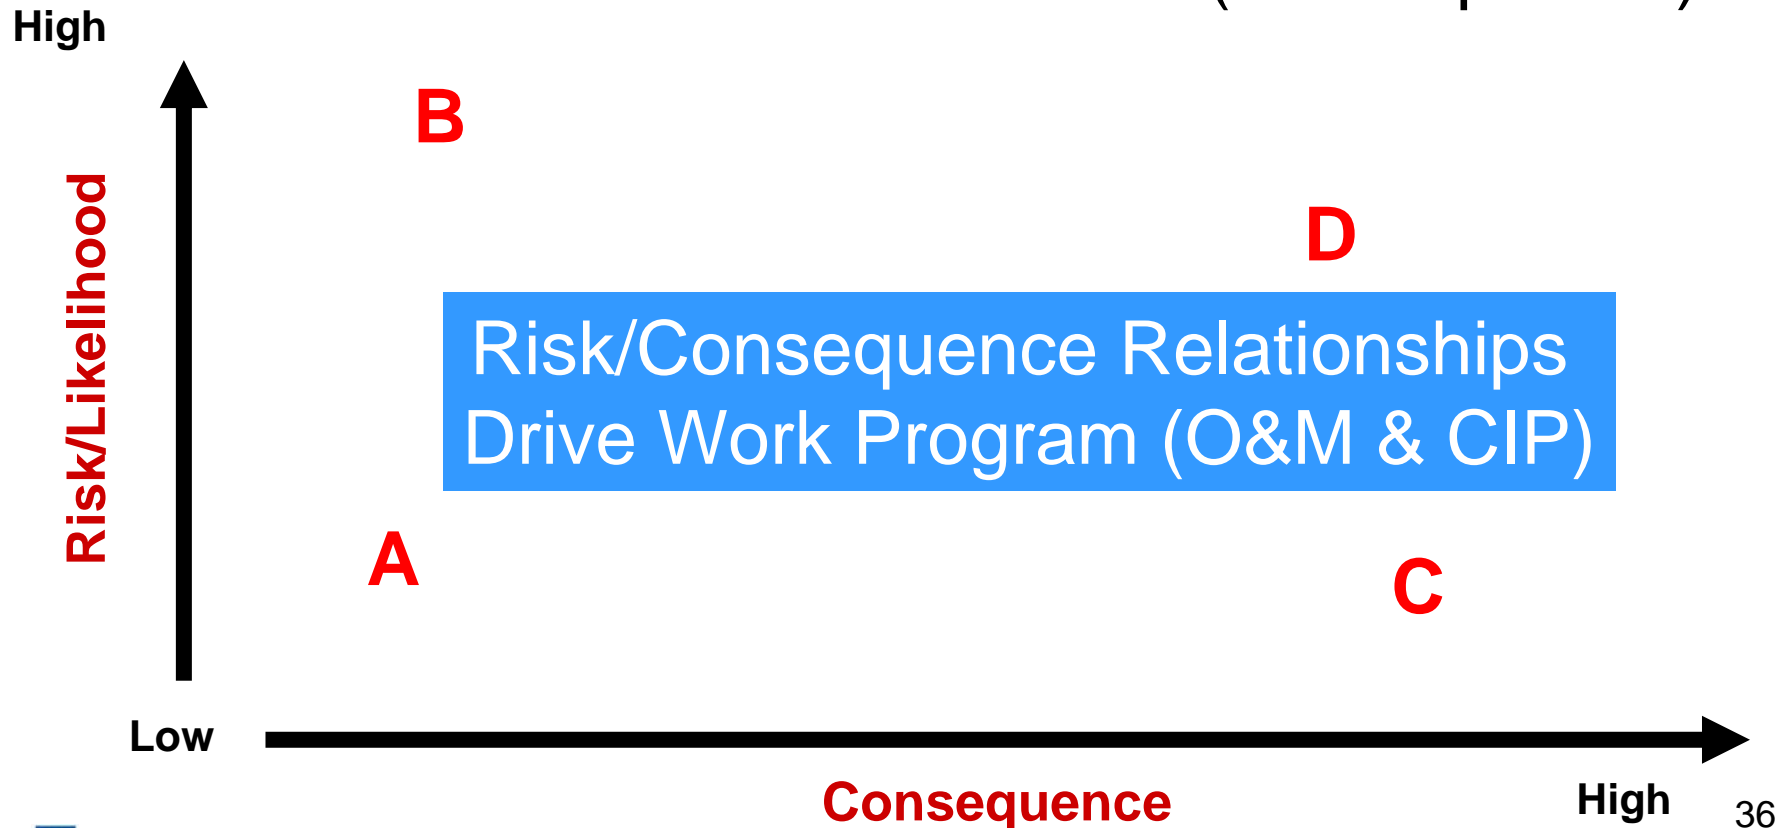 High
B
D
Risk/Likelihood
Risk/Consequence Relationships
Drive Work Program (O&M & CIP)
A
C
Low
Consequence
High
36